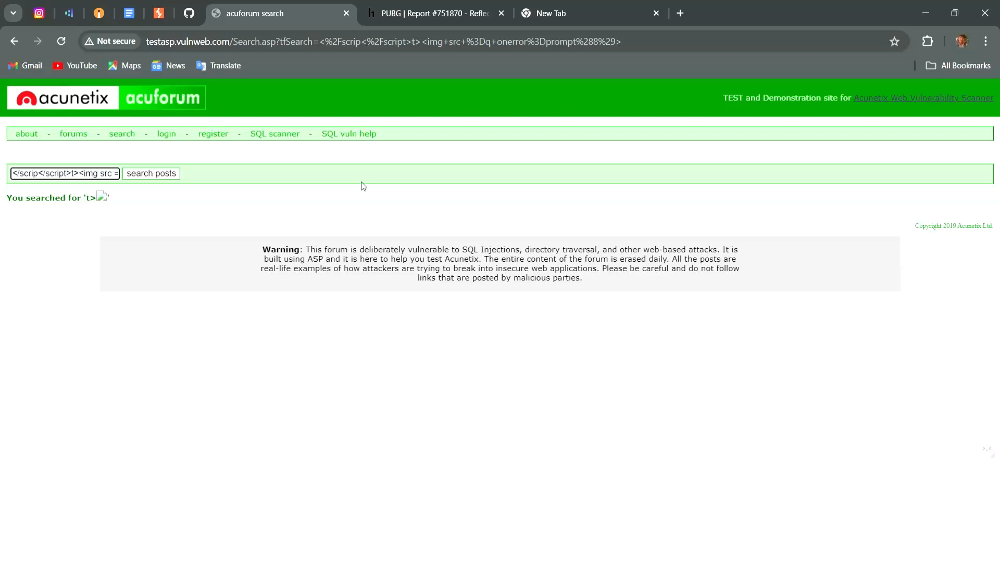 acuforum search
PUBG | Report #751870 - Reflec
New Tab
Not secure
testasp.vulnweb.com/Search.asp?tfSearch=<%2Fscrip<%2Fscript>t><img+src+%3Dq+onerror%3Dprompt%288%29>
Gmail YouTube Maps News Translate All Bookmarks
acunetix acuforum
TEST and Demonstration site for Acunetix Web Vulnerability Scanner
about - forums - search - login - register - SQL scanner - SQL vuln help
</scrip</script>t><img src = search posts
You searched for 't>'
Copyright 2019 Acunetix Ltd.
Warning: This forum is deliberately vulnerable to SQL Injections, directory traversal, and other web-based attacks. It is
built using ASP and it is here to help you test Acunetix. The entire content of the forum is erased daily. All the posts are
real-life examples of how attackers are trying to break into insecure web applications. Please be careful and do not follow
links that are posted by malicious parties.